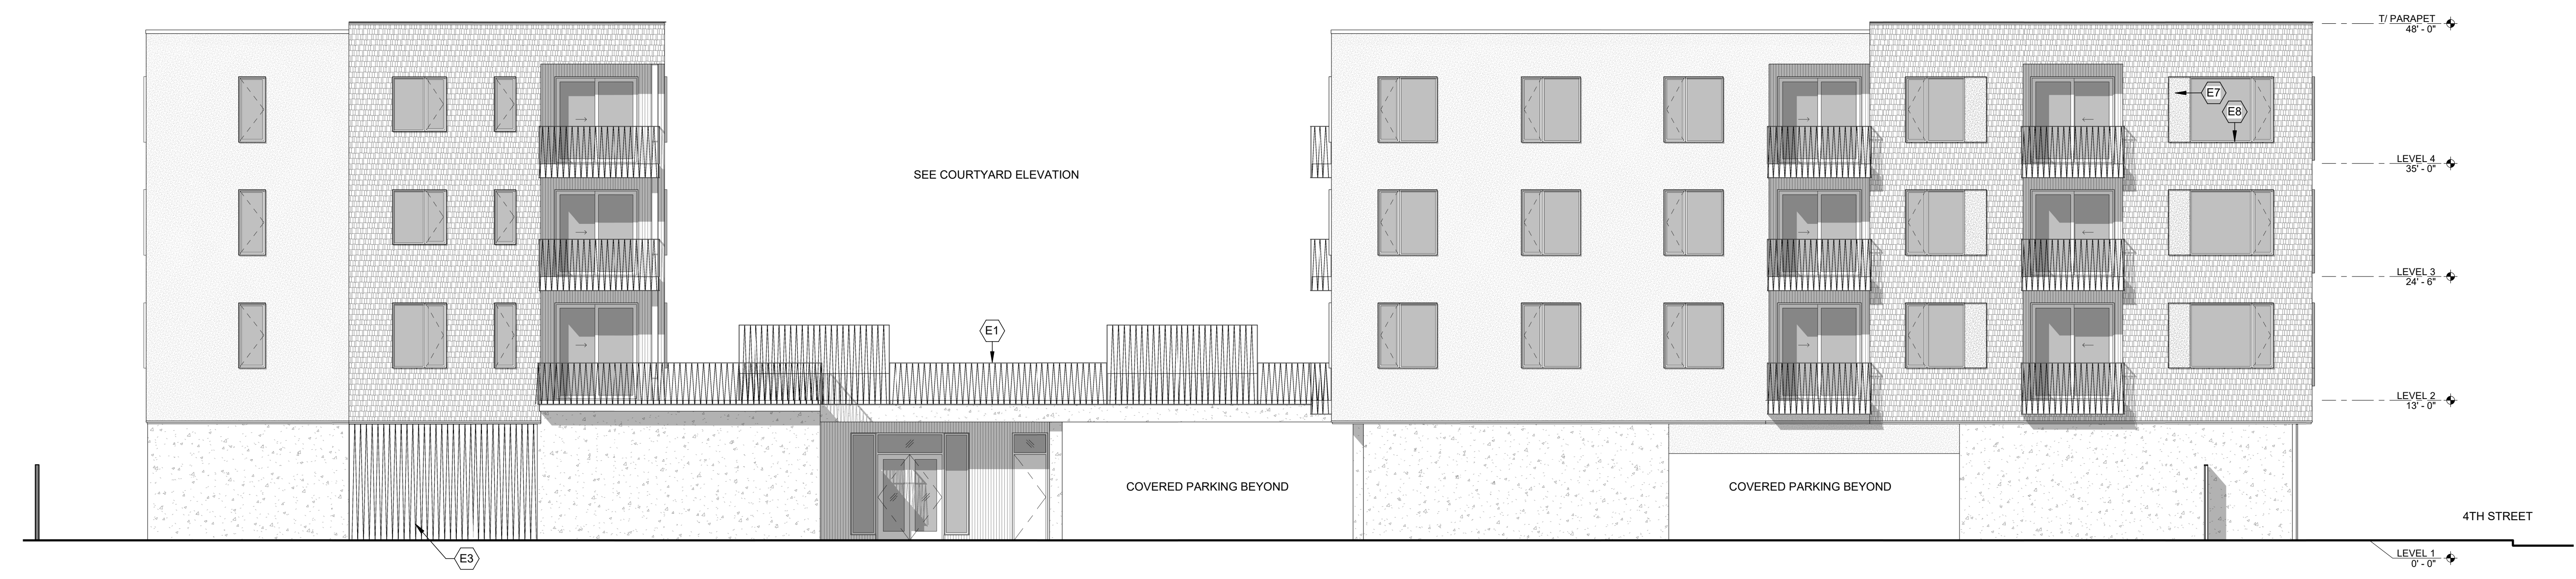 T/ PARAPET
48' - 0"
E7
E8
LEVEL 4
35' - 0"
SEE COURTYARD ELEVATION
LEVEL 3
24' - 6"
E1
LEVEL 2
13' - 0"
COVERED PARKING BEYOND
COVERED PARKING BEYOND
4TH STREET
E3
LEVEL 1
0' - 0"